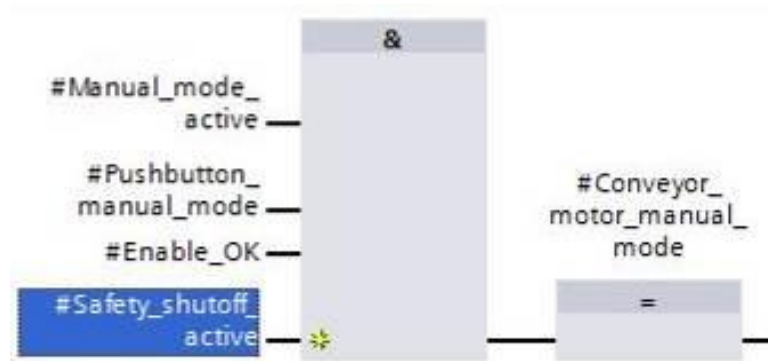 &
#Manual_mode_
active
#Pushbutton_
manual_mode
#Enable_OK
#Safety_shutoff_
active
#Conveyor_
motor_manual_
mode
=